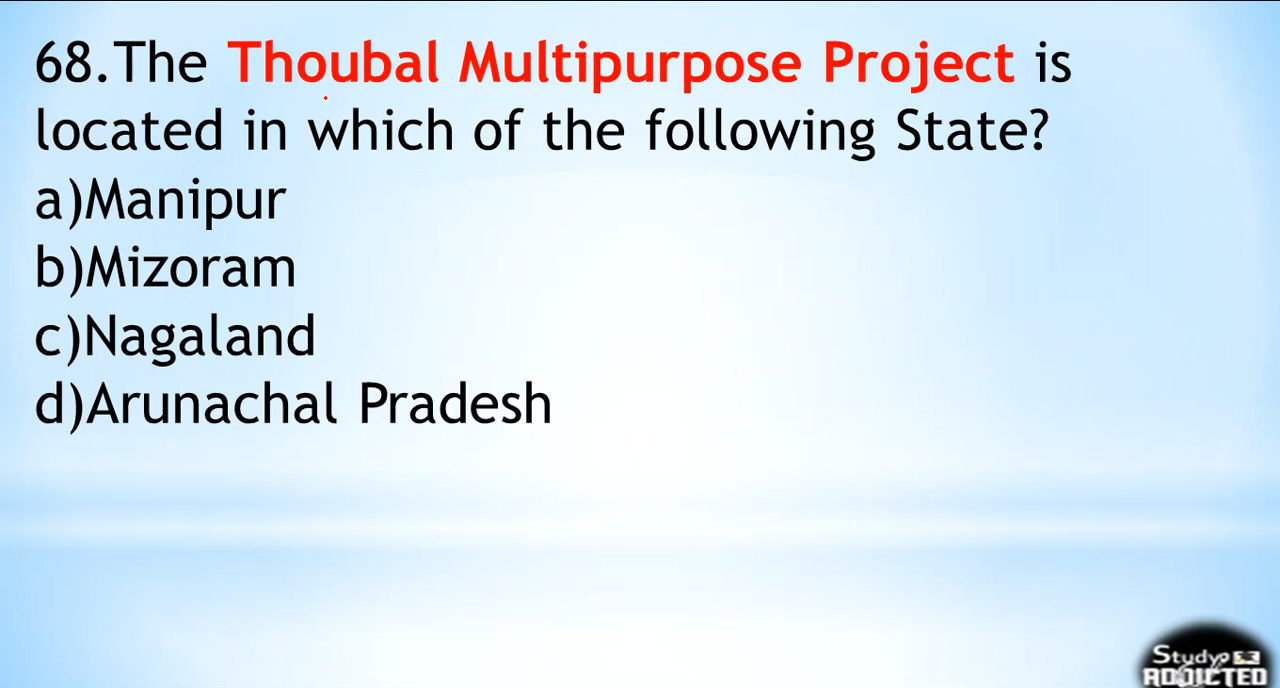 68.The Thoubal Multipurpose Project is
located in which of the following State?
a)Manipur
b)Mizoram
c)Nagaland
d)Arunachal Pradesh
Study
ADDICTED